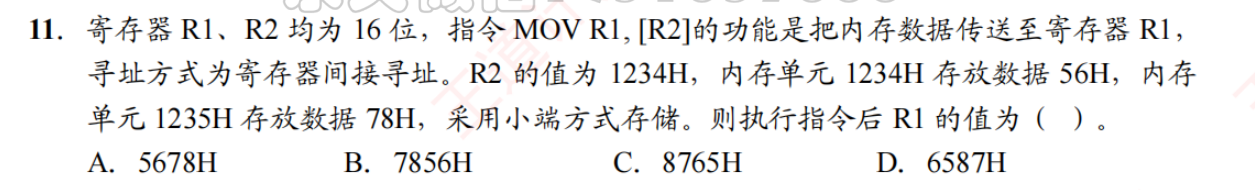 11. 寄存器 R1、R2 均为 16 位，指令 MOV R1, [R2]的功能是把内存数据传送至寄存器 R1，
寻址方式为寄存器间接寻址。R2 的值为 1234H，内存单元 1234H 存放数据 56H，内存
单元 1235H 存放数据 78H，采用小端方式存储。则执行指令后 R1 的值为（ ）。
A. 5678H B. 7856H C. 8765H D. 6587H